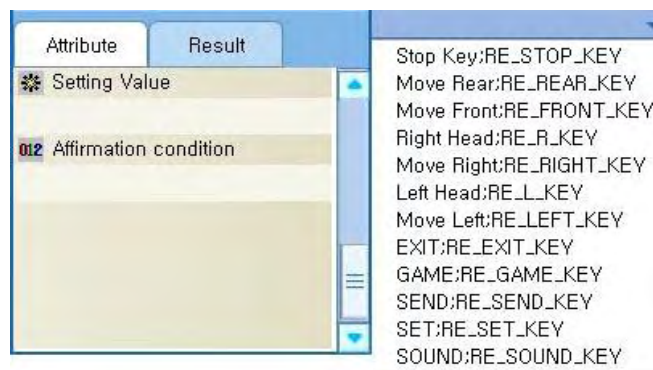 Attribute
Result
Setting Value
012 Affirmation condition
Stop Key;RE_STOP_KEY
Move Rear;RE_REAR_KEY
Move Front;RE_FRONT_KEY
Right Head;RE_R_KEY
Move Right;RE_RIGHT_KEY
Left Head;RE_L_KEY
Move Left;RE_LEFT_KEY
EXIT;RE_EXIT_KEY
GAME;RE_GAME_KEY
SEND;RE_SEND_KEY
SET;RE_SET_KEY
SOUND;RE_SOUND_KEY